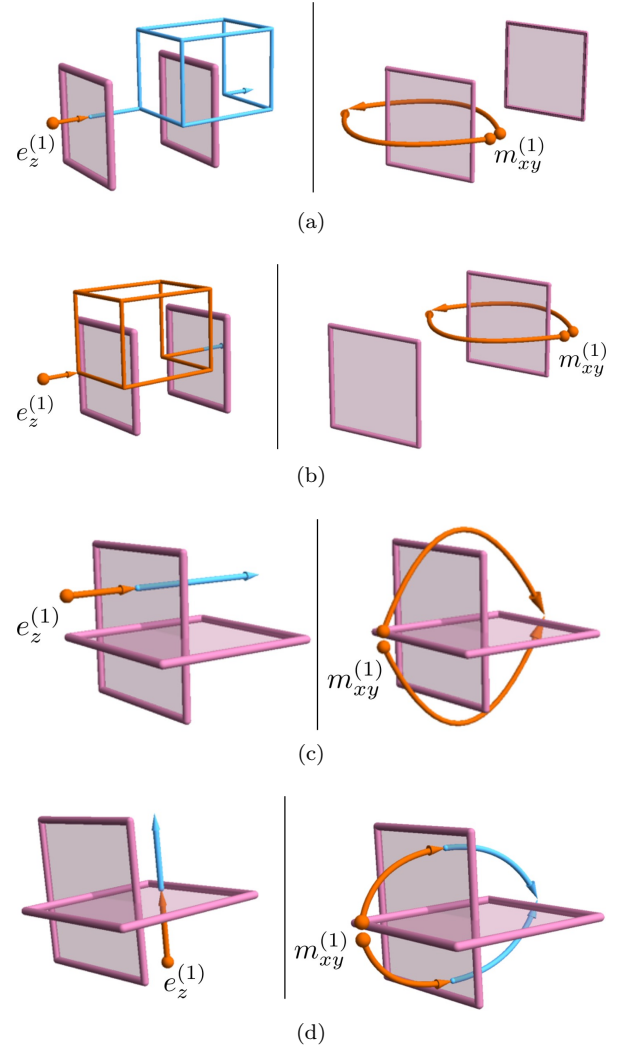 e_z^{(1)} m_{xy}^{(1)}
(a)
e_z^{(1)} m_{xy}^{(1)}
(b)
e_z^{(1)}
m_{xy}^{(1)}
(c)
m_{xy}^{(1)}
e_z^{(1)}
(d)